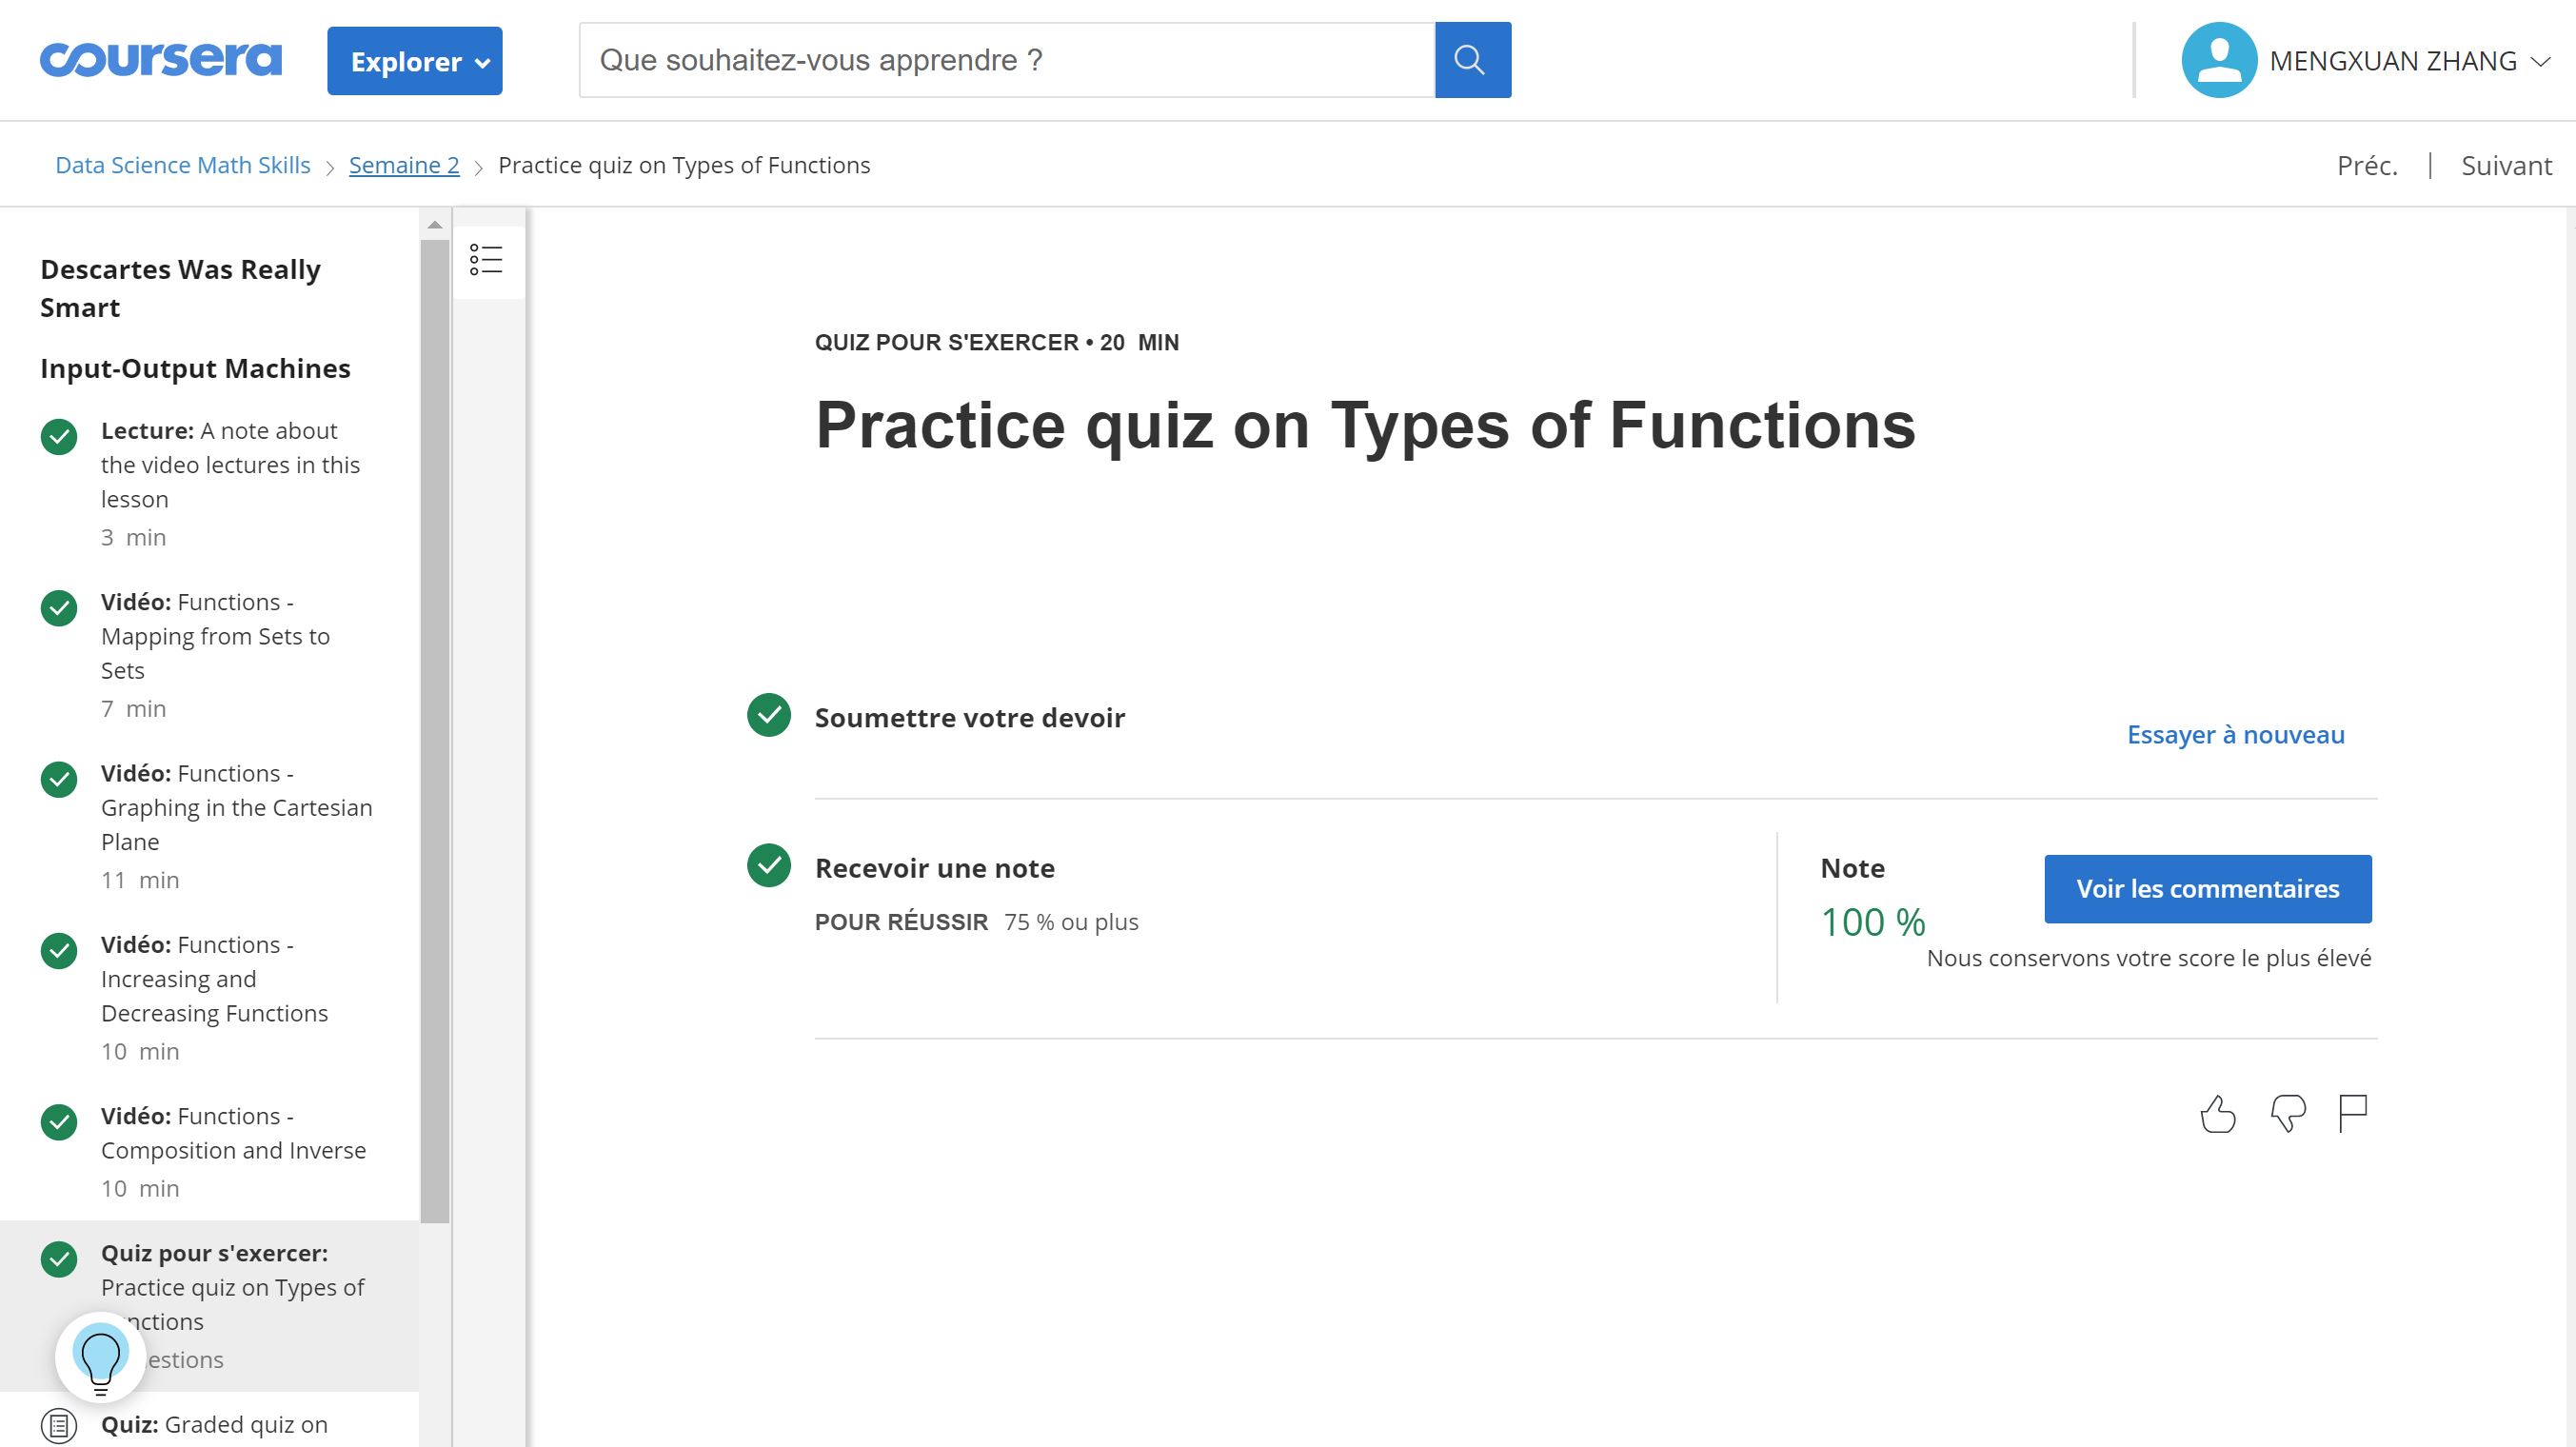 coursera
Explorer
Que souhaitez-vous apprendre ?
MENGXUAN ZHANG
Data Science Math Skills > Semaine 2 > Practice quiz on Types of Functions
Préc. | Suivant
Descartes Was Really
Smart
Input-Output Machines
Lecture: A note about
the video lectures in this
lesson
3 min
Vidéo: Functions -
Mapping from Sets to
Sets
7 min
Vidéo: Functions -
Graphing in the Cartesian
Plane
11 min
Vidéo: Functions -
Increasing and
Decreasing Functions
10 min
Vidéo: Functions -
Composition and Inverse
10 min
Quiz pour s'exercer:
Practice quiz on Types of
nctions
estions
Quiz: Graded quiz on
QUIZ POUR S'EXERCER • 20 MIN
Practice quiz on Types of Functions
Soumettre votre devoir
Essayer à nouveau
Recevoir une note
POUR RÉUSSIR 75 % ou plus
Note
100 %
Voir les commentaires
Nous conservons votre score le plus élevé